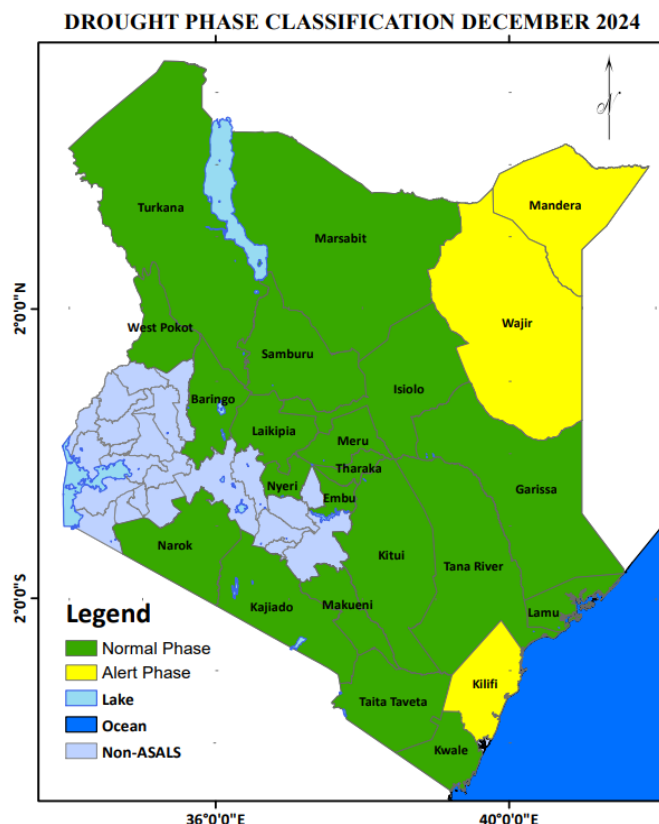 DROUGHT PHASE CLASSIFICATION DECEMBER 2024
N
Mandera
Turkana
Marsabit
2°0'0"N
Wajir
West Pokot
Samburu
Isiolo
Baringo
Laikipia
Meru
Tharaka
Nyeri
Garissa
Embu
Narok
Kitui
Tana River
2°0'0"S
Kajiado
Makueni
Lamu
Legend
Normal Phase
Alert Phase
Lake
Ocean
Non-ASALS
Kilifi
Taita Taveta
Kwale
36°0'0"E
40°0'0"E